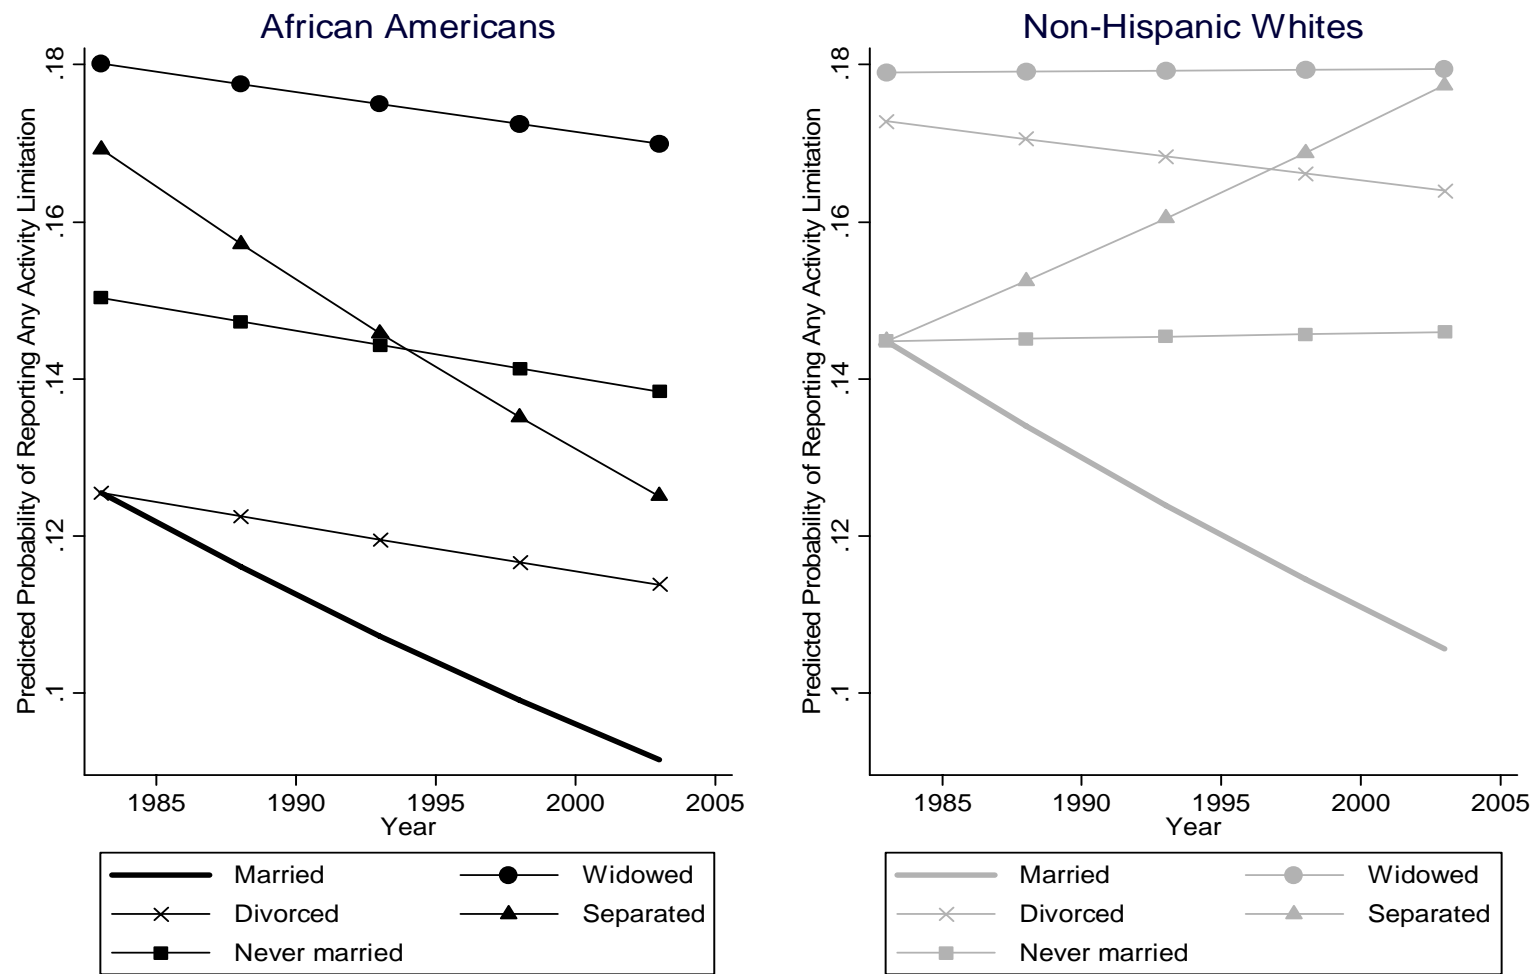 African Americans
Predicted Probability of Reporting Any Activity Limitation
.18
.16
.14
.12
.1
1985 1990 1995 2000 2005
Year
Married Widowed
Divorced Separated
Never married
Non-Hispanic Whites
Predicted Probability of Reporting Any Activity Limitation
.18
.16
.14
.12
.1
1985 1990 1995 2000 2005
Year
Married Widowed
Divorced Separated
Never married